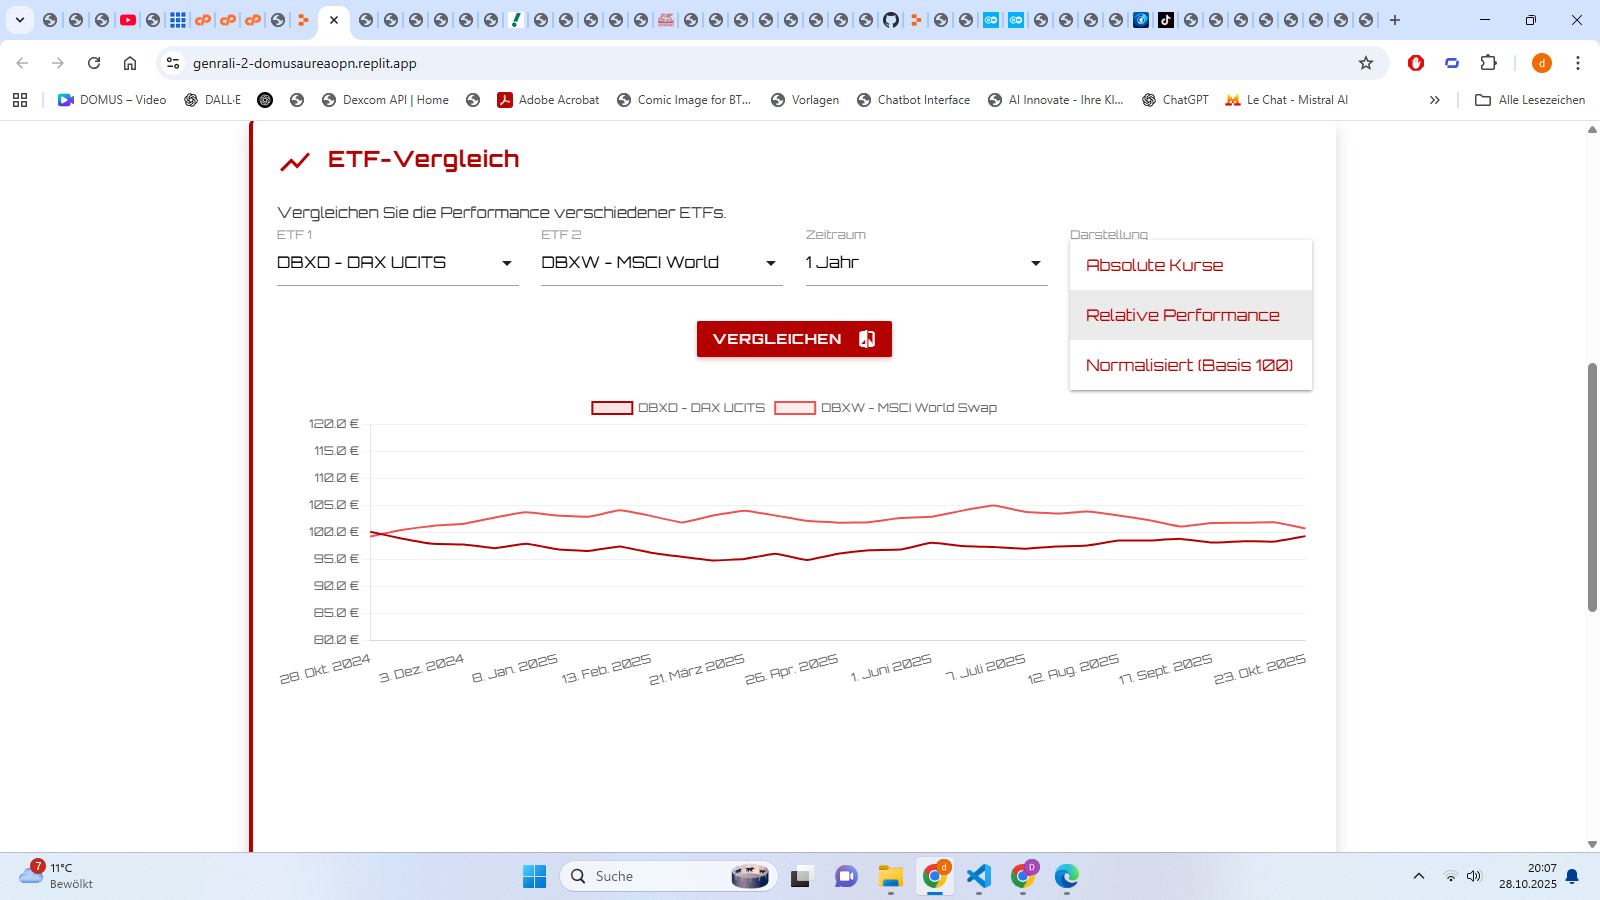 genrali-2-domusaureaopn.replit.app
d
DOMUS – Video
DALL·E
Dexcom API | Home
Adobe Acrobat
Comic Image for BT...
Vorlagen
Chatbot Interface
AI Innovate - Ihre KI...
ChatGPT
Le Chat - Mistral AI
Alle Lesezeichen
ETF-Vergleich
Vergleichen Sie die Performance verschiedener ETFs.
ETF 1
ETF 2
Zeitraum
Darstellung
DBXD - DAX UCITS
DBXW - MSCI World
1 Jahr
Absolute Kurse
Relative Performance
Normalisiert (Basis 100)
VERGLEICHEN
DBXD - DAX UCITS
DBXW - MSCI World Swap
120.0 €
115.0 €
110.0 €
105.0 €
100.0 €
95.0 €
90.0 €
85.0 €
80.0 €
28. Okt. 2024
3. Dez. 2024
8. Jan. 2025
13. Feb. 2025
21. März 2025
26. Apr. 2025
1. Juni 2025
7. Juli 2025
12. Aug. 2025
17. Sept. 2025
23. Okt. 2025
7
11°C
Bewölkt
Suche
d
D
20:07
28.10.2025